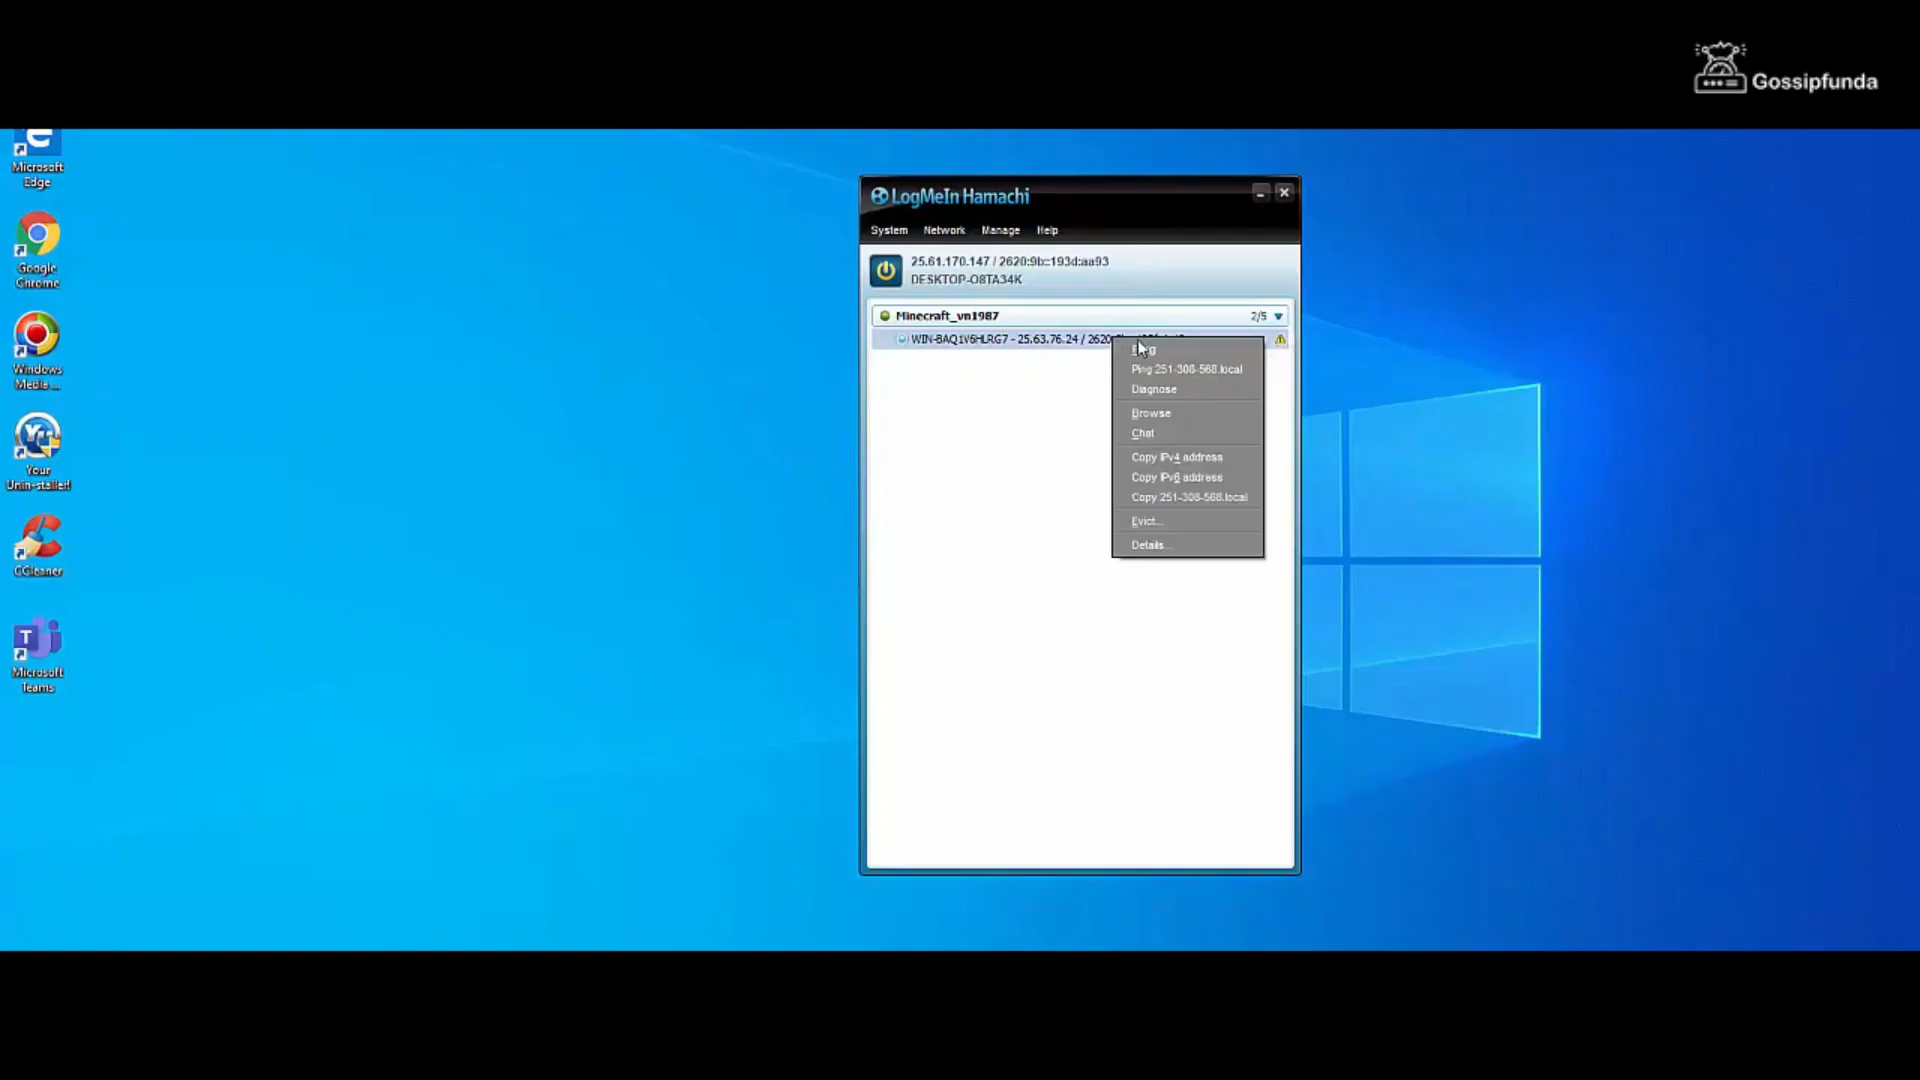 Gossipfunda
Microsoft
Edge
Google
Chrome
Windows
Media ...
Your
Unin-staller!
CCleaner
Microsoft
Teams
LogMeIn Hamachi
System Network Manage Help
25.61.170.147 / 2620:9b::193d:aa93
DESKTOP-O8TA34K
Minecraft_vn1987 2/5
WIN-BAQ1V6HLRG7 - 25.63.76.24 /
Ping 251-308-568.local
Diagnose
Browse
Chat
Copy IPv4 address
Copy IPv6 address
Copy 251-308-568.local
Evict...
Details...